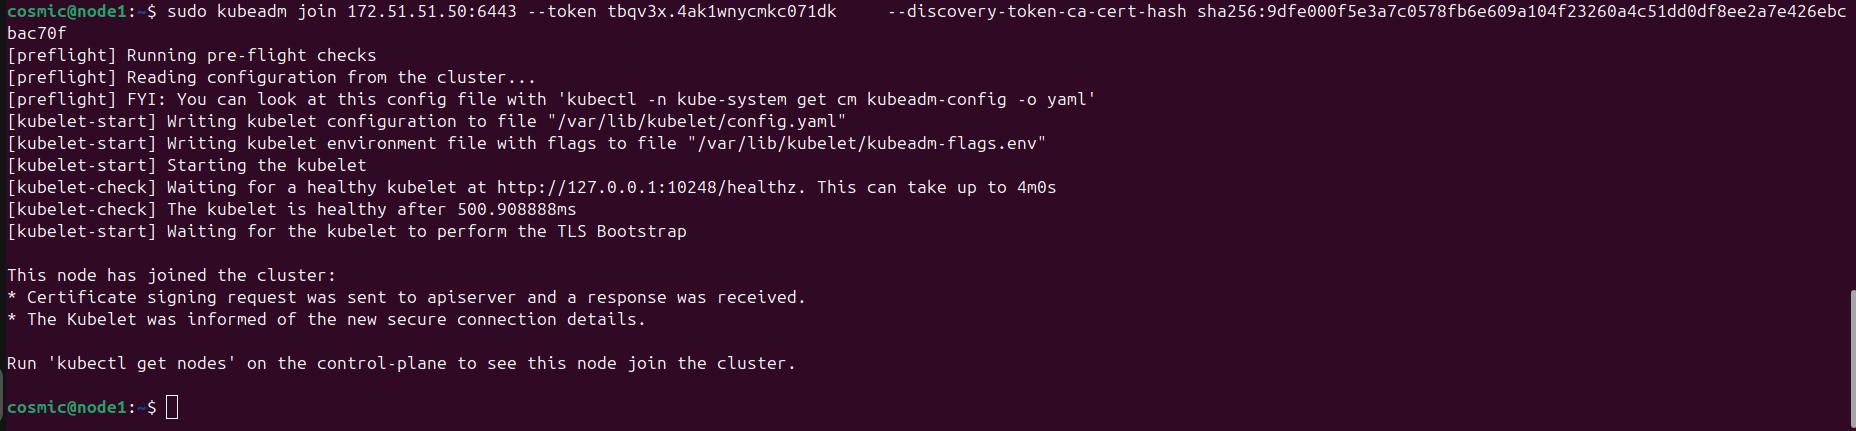 cosmic@node1:~$ sudo kubeadm join 172.51.51.50:6443 --token tbqv3x.4ak1wnycmkc071dk     --discovery-token-ca-cert-hash sha256:9dfe000f5e3a7c0578fb6e609a104f23260a4c51dd0df8ee2a7e426ebc
bac70f
[preflight] Running pre-flight checks
[preflight] Reading configuration from the cluster...
[preflight] FYI: You can look at this config file with 'kubectl -n kube-system get cm kubeadm-config -o yaml'
[kubelet-start] Writing kubelet configuration to file "/var/lib/kubelet/config.yaml"
[kubelet-start] Writing kubelet environment file with flags to file "/var/lib/kubelet/kubeadm-flags.env"
[kubelet-start] Starting the kubelet
[kubelet-check] Waiting for a healthy kubelet at http://127.0.0.1:10248/healthz. This can take up to 4m0s
[kubelet-check] The kubelet is healthy after 500.908888ms
[kubelet-start] Waiting for the kubelet to perform the TLS Bootstrap
This node has joined the cluster:
* Certificate signing request was sent to apiserver and a response was received.
* The Kubelet was informed of the new secure connection details.
Run 'kubectl get nodes' on the control-plane to see this node join the cluster.
cosmic@node1:~$